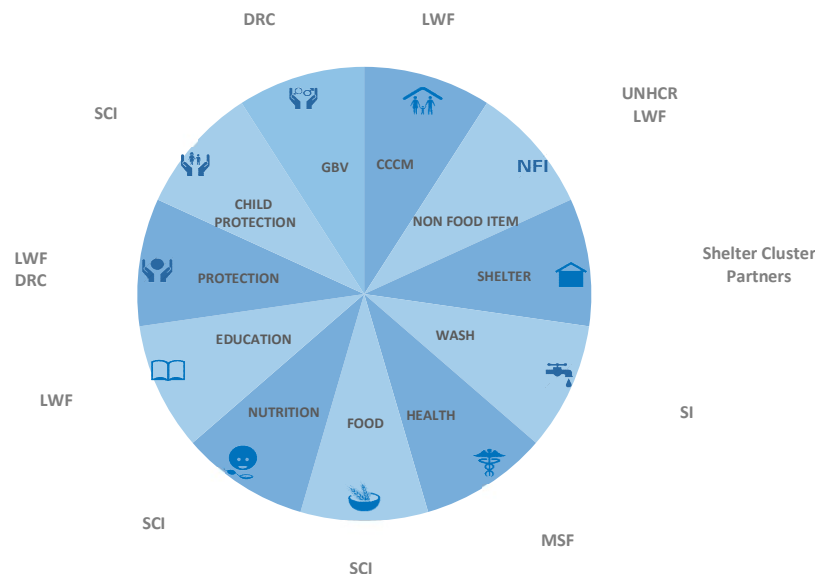 DRC
LWF
SCI
UNHCR
LWF
NFI
GBV
CCCM
CHILD
PROTECTION
NON FOOD ITEM
LWF
DRC
PROTECTION
SHELTER
Shelter Cluster
Partners
EDUCATION
WASH
LWF
NUTRITION
FOOD
HEALTH
SI
SCI
MSF
SCI